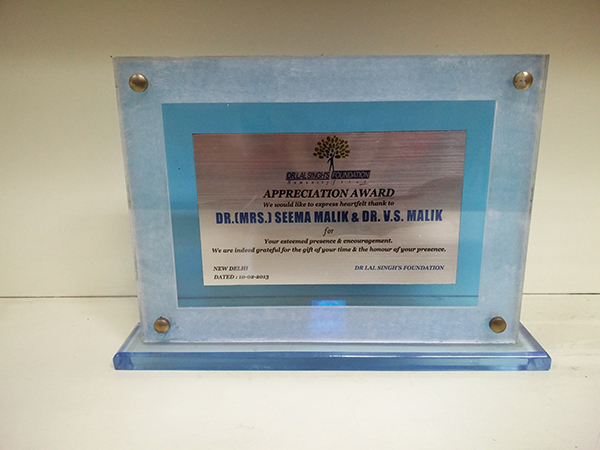 DR.LAL SINGH'S FOUNDATION
APPRECIATION AWARD
We would like to express heartfelt thank to
DR.(MRS.) SEEMA MALIK & DR. V.S. MALIK
for
Your esteemed presence & encouragement.
We are indeed grateful for the gift of your time & the honour of your presence.
NEW DELHI
DR LAL SINGH'S FOUNDATION
DATED : 10-02-2013